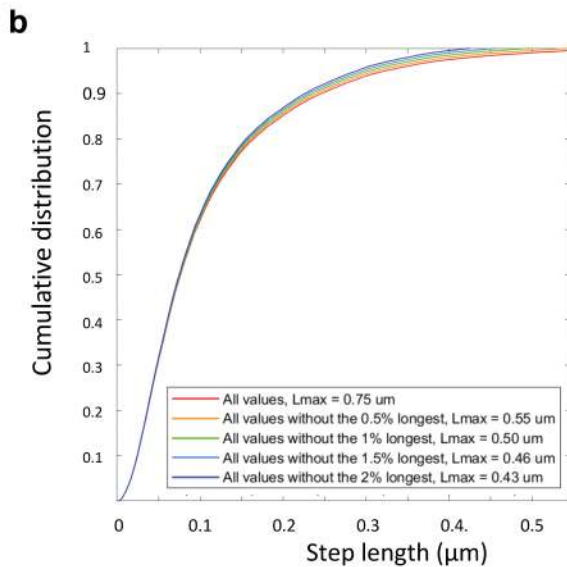 b
1
0.9
0.8
0.7
0.6
0.5
0.4
0.3
0.2
0.1
Cumulative distribution
All values, Lmax = 0.75 um
All values without the 0.5% longest, Lmax = 0.55 um
All values without the 1% longest, Lmax = 0.50 um
All values without the 1.5% longest, Lmax = 0.46 um
All values without the 2% longest, Lmax = 0.43 um
0 0.1 0.2 0.3 0.4. 0.5
Step length (μm)